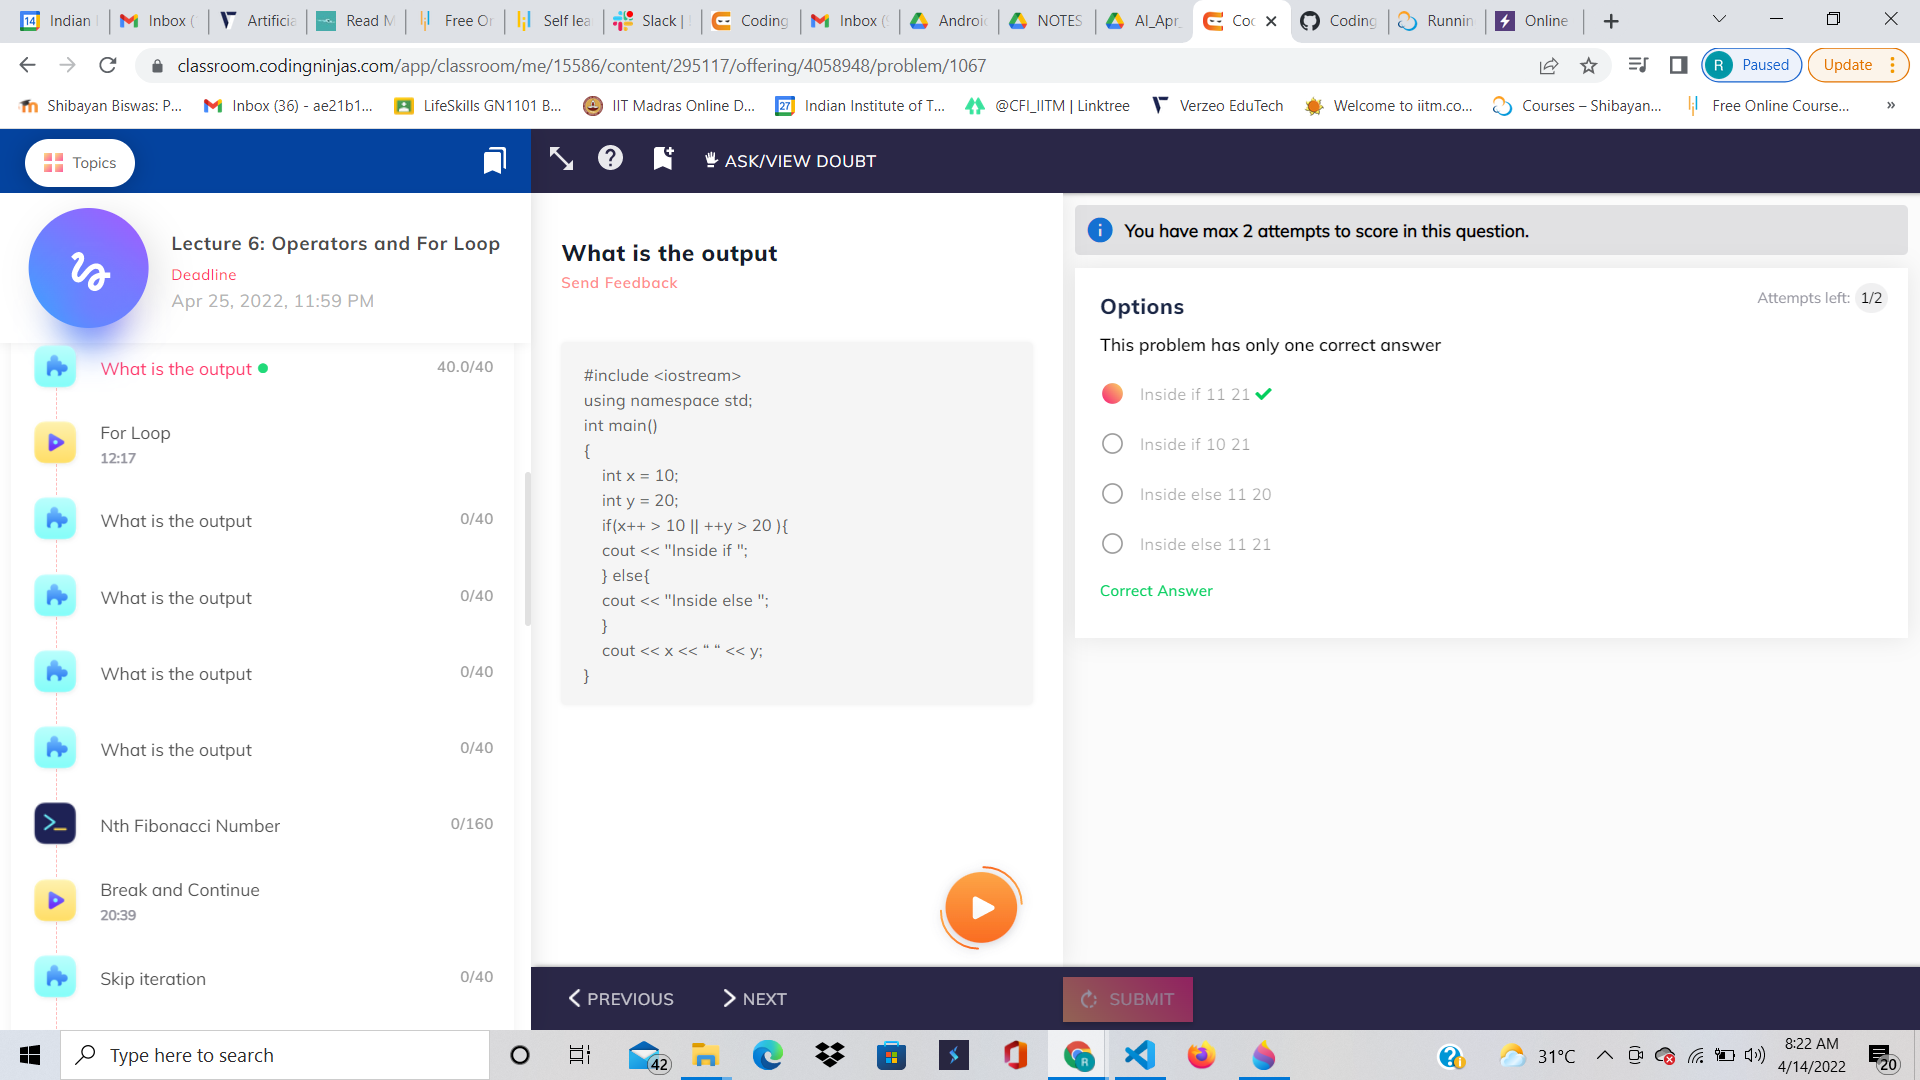 Indian I
Inbox (
Artificia
Read M
Free Or
Self lea
Slack |
Coding
Inbox (9
Androi
NOTES
AI_Apr_
Coc
Coding
Runnin
Online
classroom.codingninjas.com/app/classroom/me/15586/content/295117/offering/4058948/problem/1067
R Paused
Update
Shibayan Biswas: P...
Inbox (36) - ae21b1...
LifeSkills GN1101 B...
IIT Madras Online D...
27 Indian Institute of T...
@CFI_IITM | Linktree
Verzeo EduTech
Welcome to iitm.co...
Courses – Shibayan...
Free Online Course...
»
Topics
ASK/VIEW DOUBT
Lecture 6: Operators and For Loop
Deadline
Apr 25, 2022, 11:59 PM
What is the output 40.0/40
For Loop
12:17
What is the output 0/40
What is the output 0/40
What is the output 0/40
What is the output 0/40
Nth Fibonacci Number 0/160
Break and Continue
20:39
Skip iteration 0/40
What is the output
Send Feedback
#include <iostream>
using namespace std;
int main()
{
int x = 10;
int y = 20;
if(x++ > 10 || ++y > 20 ){
cout << "Inside if ";
} else{
cout << "Inside else ";
}
cout << x << “ “ << y;
}
You have max 2 attempts to score in this question.
Options
Attempts left: 1/2
This problem has only one correct answer
Inside if 11 21
Inside if 10 21
Inside else 11 20
Inside else 11 21
Correct Answer
PREVIOUS
NEXT
SUBMIT
Type here to search
42
31°C
8:22 AM
4/14/2022
20